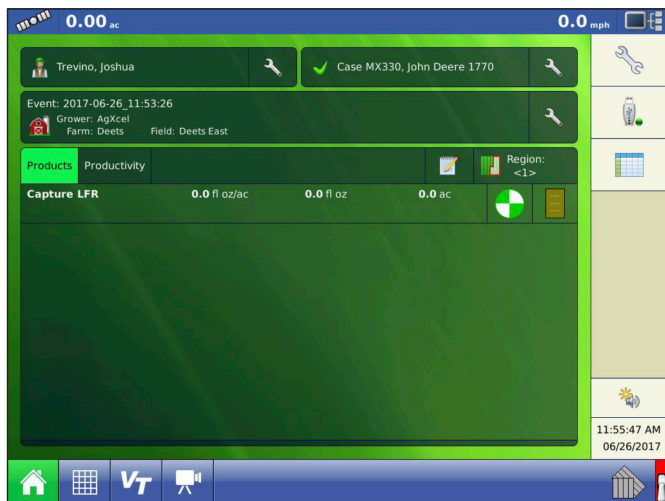 0.00 ac 0.0 mph
Trevino, Joshua
Case MX330, John Deere 1770
Event: 2017-06-26_11:53:26
Grower: AgXcel
Farm: Deets Field: Deets East
Products Productivity Region:
<1>
Capture LFR 0.0 fl oz/ac 0.0 fl oz 0.0 ac
11:55:47 AM
06/26/2017
VT